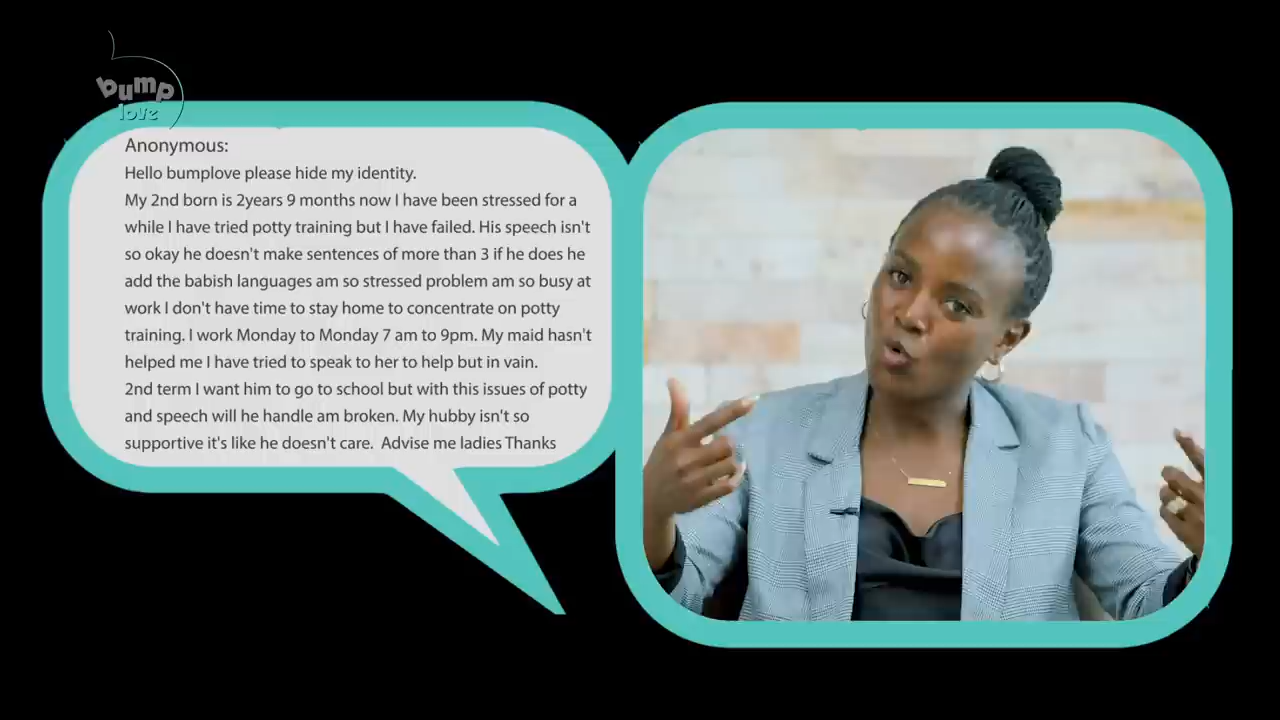 bump
love
Anonymous:
Hello bumplove please hide my identity.
My 2nd born is 2years 9 months now I have been stressed for a
while I have tried potty training but I have failed. His speech isn't
so okay he doesn't make sentences of more than 3 if he does he
add the babish languages am so stressed problem am so busy at
work I don't have time to stay home to concentrate on potty
training. I work Monday to Monday 7 am to 9pm. My maid hasn't
helped me I have tried to speak to her to help but in vain.
2nd term I want him to go to school but with this issues of potty
and speech will he handle am broken. My hubby isn't so
supportive it's like he doesn't care.  Advise me ladies Thanks